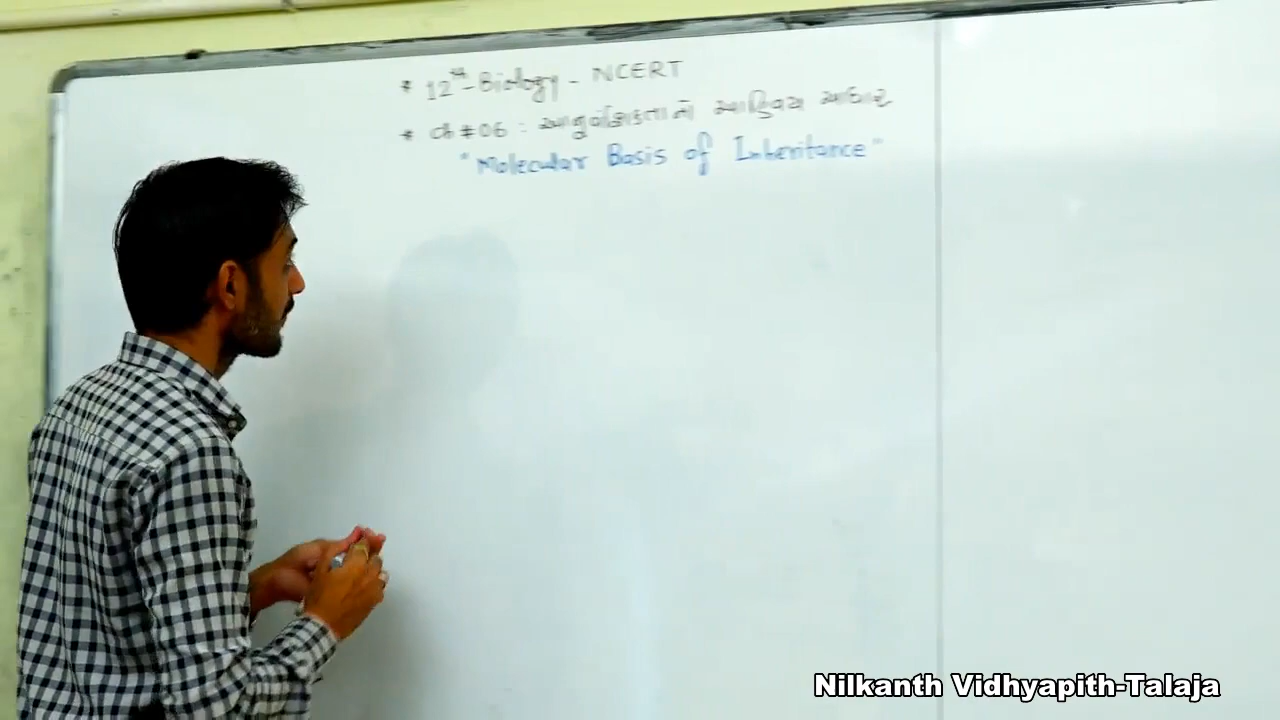 * 12th - Biology - NCERT
* Ch # 06 : આનુવંશિકતાનો આણ્વિય આધાર
"Molecular Basis of Inheritance"
Nilkanth Vidhyapith-Talaja